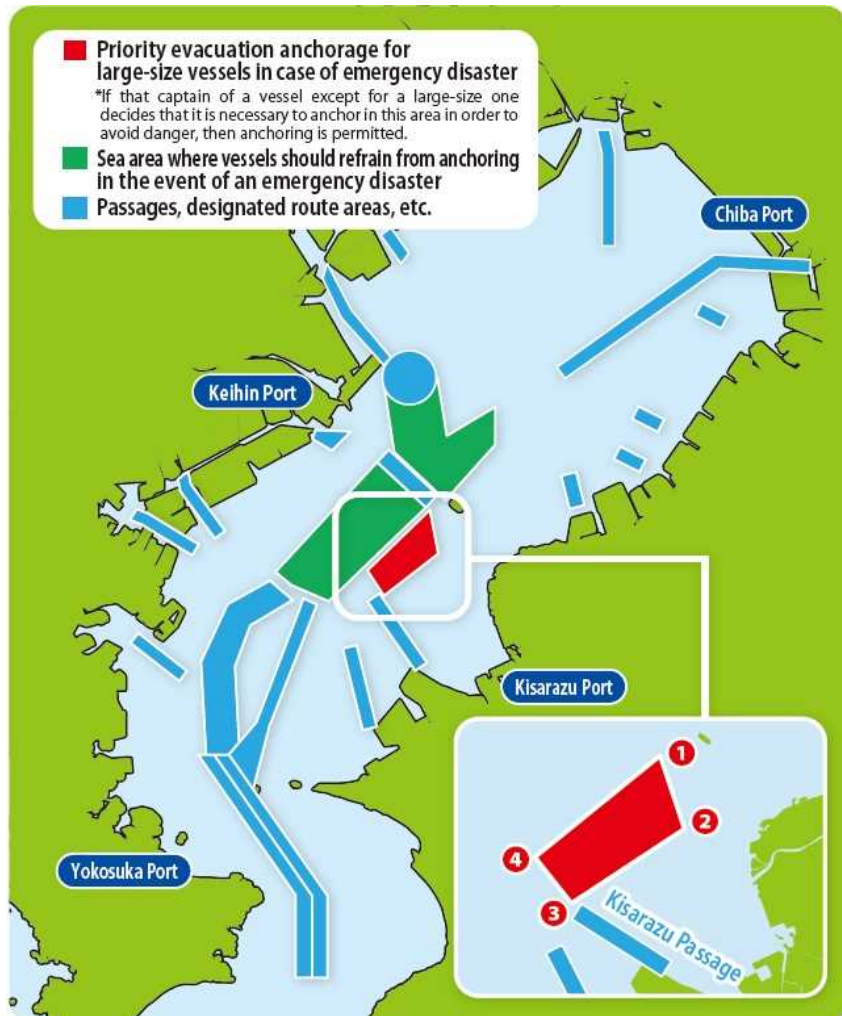 Priority evacuation anchorage for
large-size vessels in case of emergency disaster
*If that captain of a vessel except for a large-size one
decides that it is necessary to anchor in this area in order to
avoid danger, then anchoring is permitted.
Sea area where vessels should refrain from anchoring
in the event of an emergency disaster
Passages, designated route areas, etc.
Chiba Port
Keihin Port
Kisarazu Port
Yokosuka Port
1
2
4
3
Kisarazu Passage